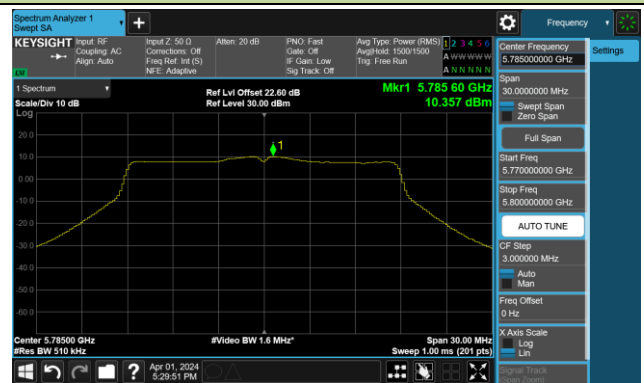 Spectrum Analyzer 1
Swept SA
Frequency
KEYSIGHT
Input: RF
Coupling: AC
Align: Auto
Input Z: 50 Ω
Corrections: Off
Freq Ref: Int (S)
NFE: Adaptive
Atten: 20 dB
PNO: Fast
Gate: Off
IF Gain: Low
Sig Track: Off
Avg Type: Power (RMS)
Avg|Hold: 1500/1500
Trig: Free Run
1 2 3 4 5 6
A W W W W W
A N N N N N
LW
Center Frequency
5.785000000 GHz
Settings
Span
30.0000000 MHz
Swept Span
Zero Span
Full Span
Start Freq
5.770000000 GHz
Stop Freq
5.800000000 GHz
AUTO TUNE
CF Step
3.000000 MHz
Auto
Man
Freq Offset
0 Hz
X Axis Scale
Log
Lin
Signal Track
(Span Zoom)
1 Spectrum
Scale/Div 10 dB
Ref Lvl Offset 22.60 dB
Ref Level 30.00 dBm
Mkr1 5.785 60 GHz
10.357 dBm
Log
1
20.0
10.0
0.00
-10.0
-20.0
-30.0
-40.0
-50.0
-60.0
Center 5.78500 GHz
#Video BW 1.6 MHz*
Span 30.00 MHz
#Res BW 510 kHz
Sweep 1.00 ms (201 pts)
?
Apr 01, 2024
5:29:51 PM